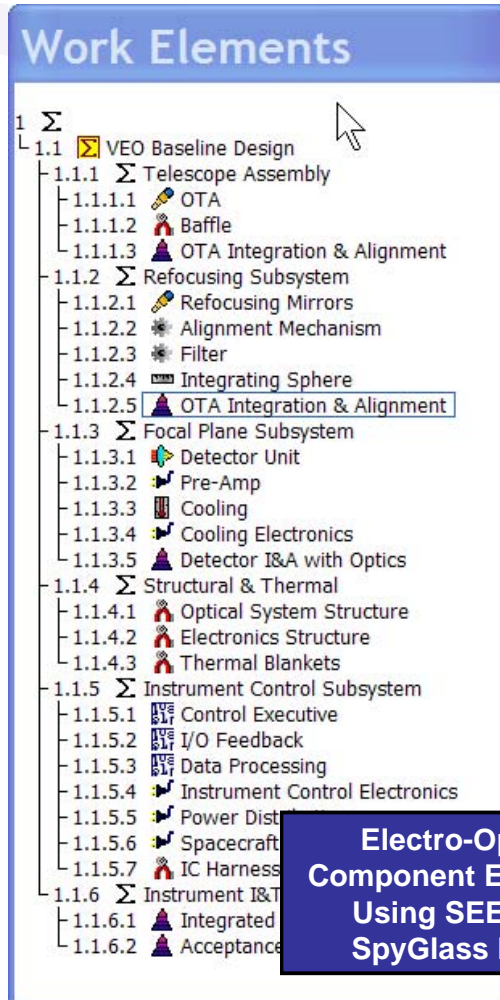 Work Elements
1 Σ
1.1 Σ VEO Baseline Design
1.1.1 Σ Telescope Assembly
1.1.1.1 OTA
1.1.1.2 Baffle
1.1.1.3 OTA Integration & Alignment
1.1.2 Σ Refocusing Subsystem
1.1.2.1 Refocusing Mirrors
1.1.2.2 Alignment Mechanism
1.1.2.3 Filter
1.1.2.4 Integrating Sphere
1.1.2.5 OTA Integration & Alignment
1.1.3 Σ Focal Plane Subsystem
1.1.3.1 Detector Unit
1.1.3.2 Pre-Amp
1.1.3.3 Cooling
1.1.3.4 Cooling Electronics
1.1.3.5 Detector I&A with Optics
1.1.4 Σ Structural & Thermal
1.1.4.1 Optical System Structure
1.1.4.2 Electronics Structure
1.1.4.3 Thermal Blankets
1.1.5 Σ Instrument Control Subsystem
1.1.5.1 Control Executive
1.1.5.2 I/O Feedback
1.1.5.3 Data Processing
1.1.5.4 Instrument Control Electronics
1.1.5.5 Power
1.1.5.6 Spacecraft
1.1.5.7 IC Harness
1.1.6 Σ Instrument I&T
1.1.6.1 Integrated
1.1.6.2 Acceptance
Component
Using
SpyGlass